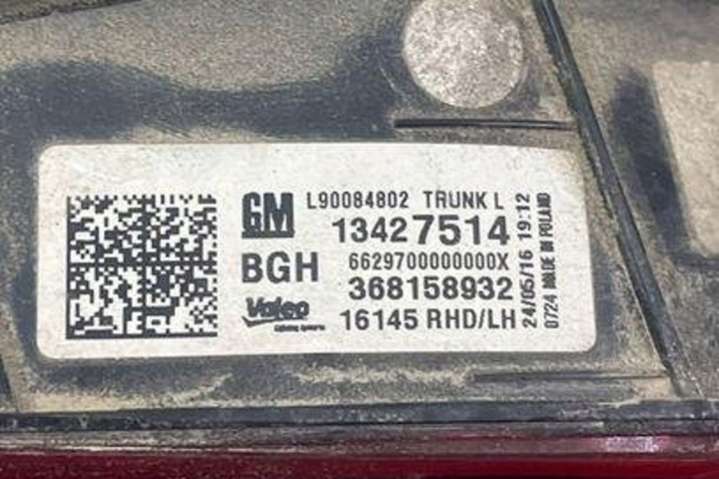 GM L90084802 TRUNK L
13427514
BGH 6629700000000X
368158932
Valeo 16145 RHD/LH
24/05/16 19:12
0724 MADE IN POLAND